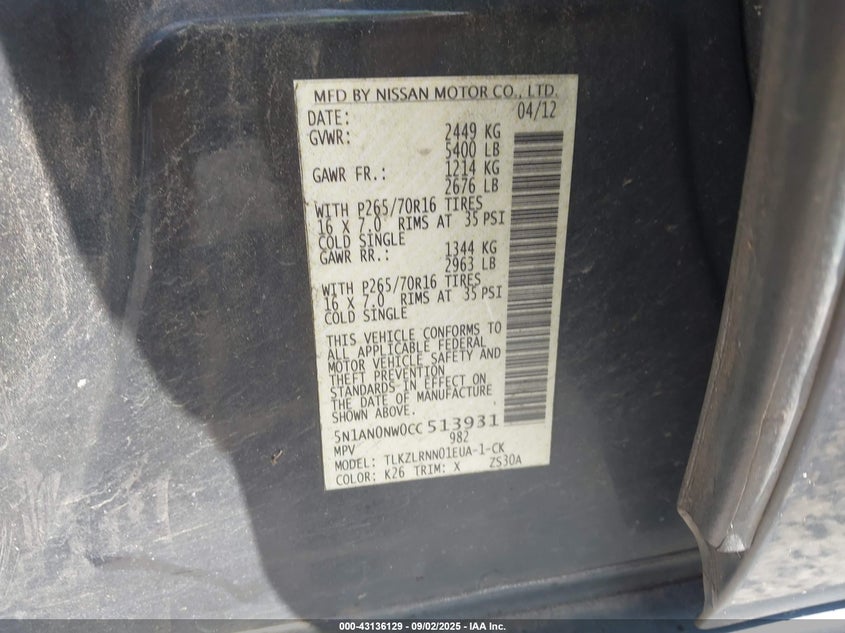 MFD BY NISSAN MOTOR CO., LTD.
DATE: 04/12
GVWR: 2449 KG
5400 LB
GAWR FR.: 1214 KG
2676 LB
WITH P265/70R16 TIRES
16 X 7.0 RIMS AT 35 PSI
COLD SINGLE
GAWR RR.: 1344 KG
2963 LB
WITH P265/70R16 TIRES
16 X 7.0 RIMS AT 35 PSI
COLD SINGLE
THIS VEHICLE CONFORMS TO
ALL APPLICABLE FEDERAL
MOTOR VEHICLE SAFETY AND
THEFT PREVENTION
STANDARDS IN EFFECT ON
THE DATE OF MANUFACTURE
SHOWN ABOVE.
5N1AN0NW0CC513931
MPV 982
MODEL: TLKZLRNN01EUA-1-CK
COLOR: K26 TRIM: X ZS30A
000-43136129 - 09/02/2025 - IAA Inc.